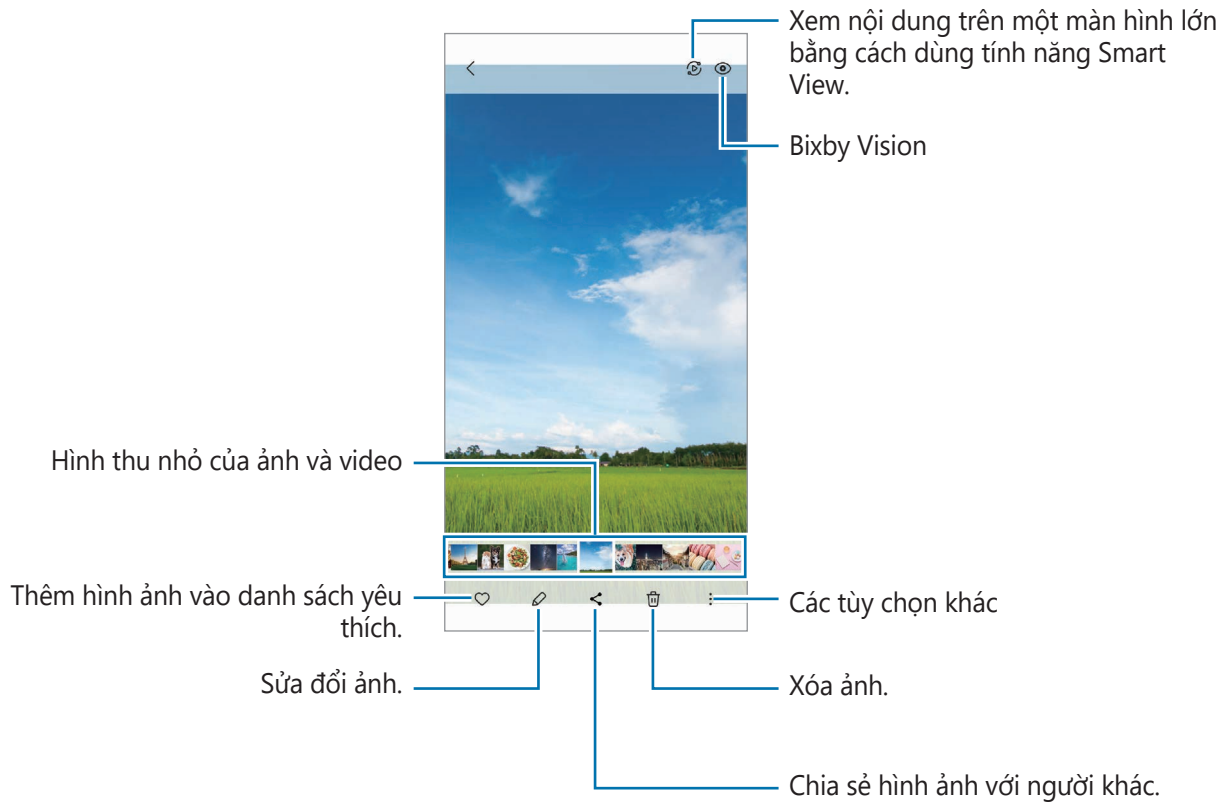 Xem nội dung trên một màn hình lớn
bằng cách dùng tính năng Smart
View.
Bixby Vision
Hình thu nhỏ của ảnh và video
Thêm hình ảnh vào danh sách yêu
thích.
Các tùy chọn khác
Sửa đổi ảnh.
Xóa ảnh.
Chia sẻ hình ảnh với người khác.